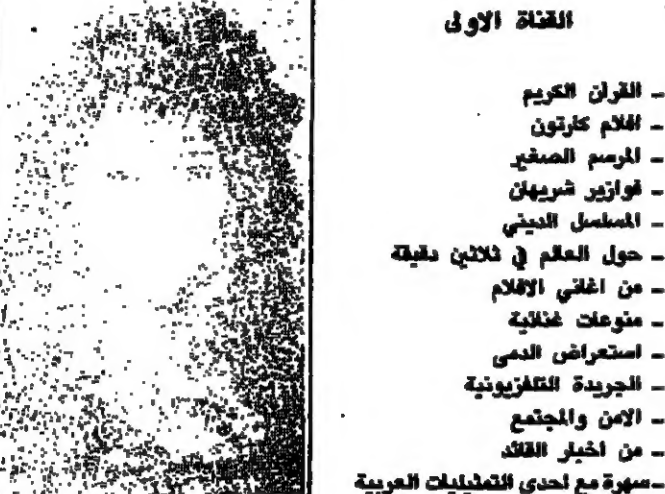 القناة الاولى
- القران الكريم
- افلام كارتون
- المرسم الصغير
- فوازير شريهان
- المسلسل الديني
- حول العالم في ثلاثين دقيقة
- من اغاني الافلام
- منوعات غنائية
- استعراض الدمى
- الجريدة التلفزيونية
- الامن والمجتمع
- من اخبار القائد
- سهرة مع احدى التمثيليات العربية